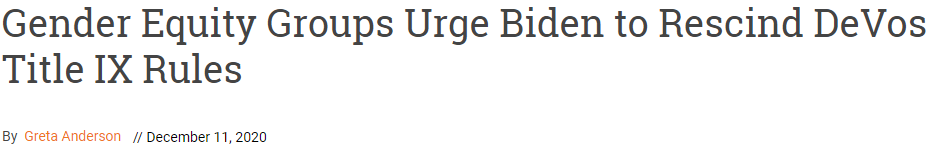 Gender Equity Groups Urge Biden to Rescind DeVos
Title IX Rules
By Greta Anderson // December 11, 2020